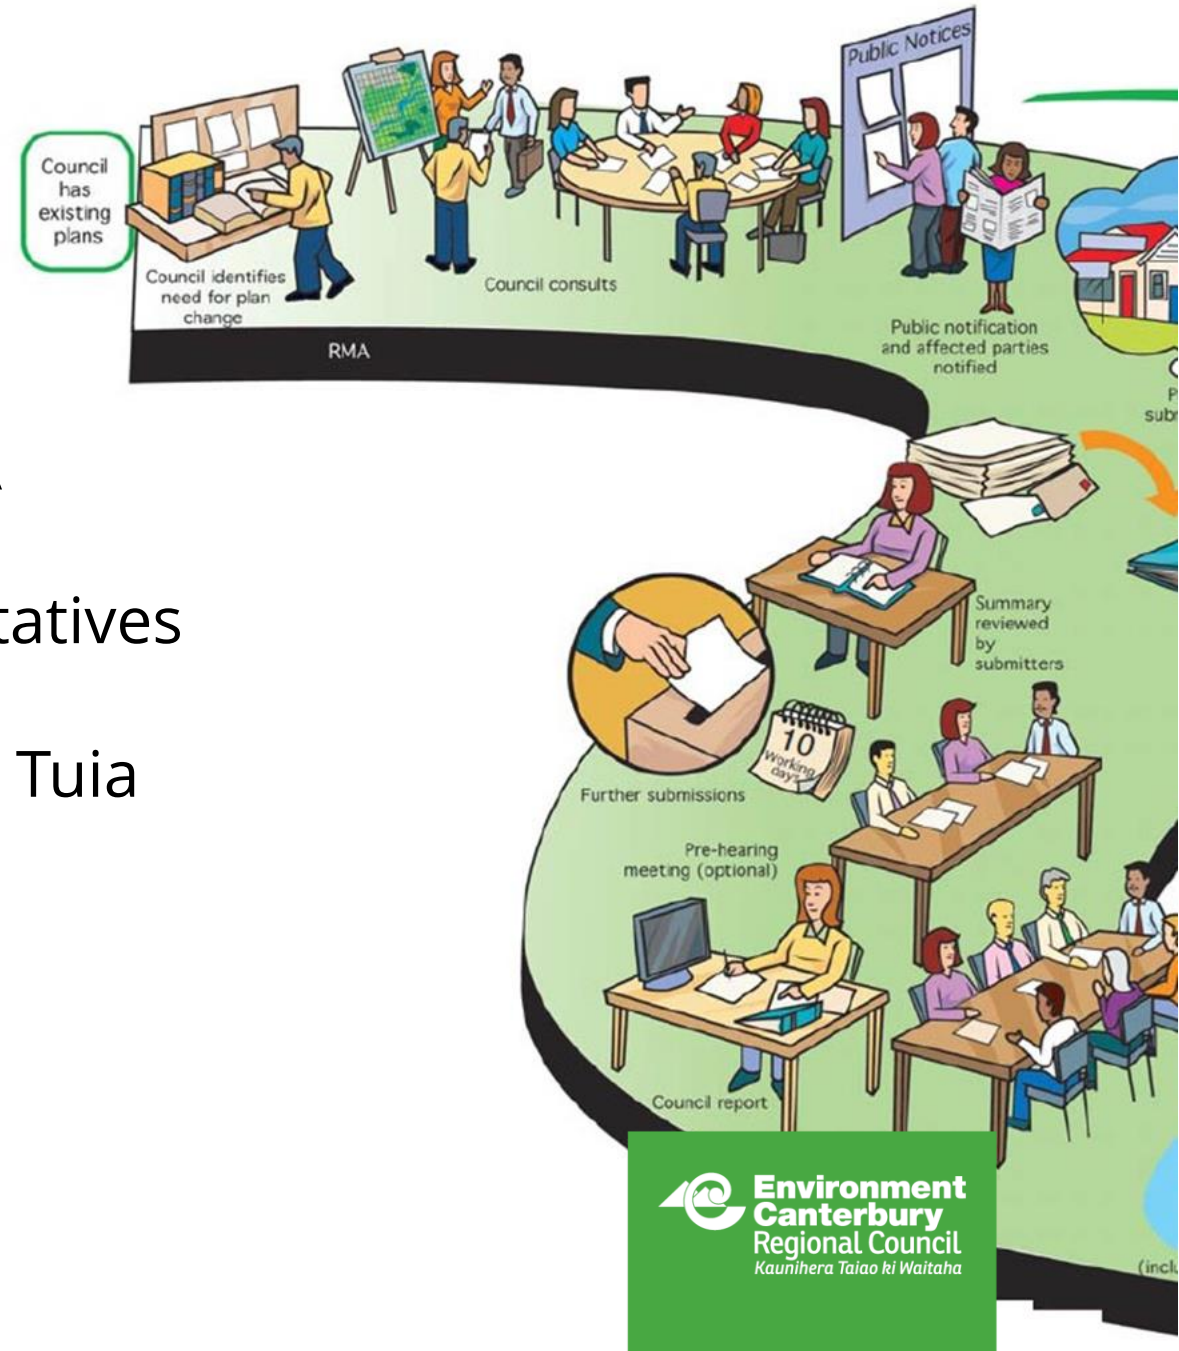 Public Notices
Council
has
existing
plans
Council identifies
need for plan
change
Council consults
Public notification
and affected parties
notified
RMA
tatives
Tuia
Summary
reviewed
by
submitters
10
working
days
Further submissions
Pre-hearing
meeting (optional)
Council report
Environment
Canterbury
Regional Council
Kaunihera Taiao ki Waitaha